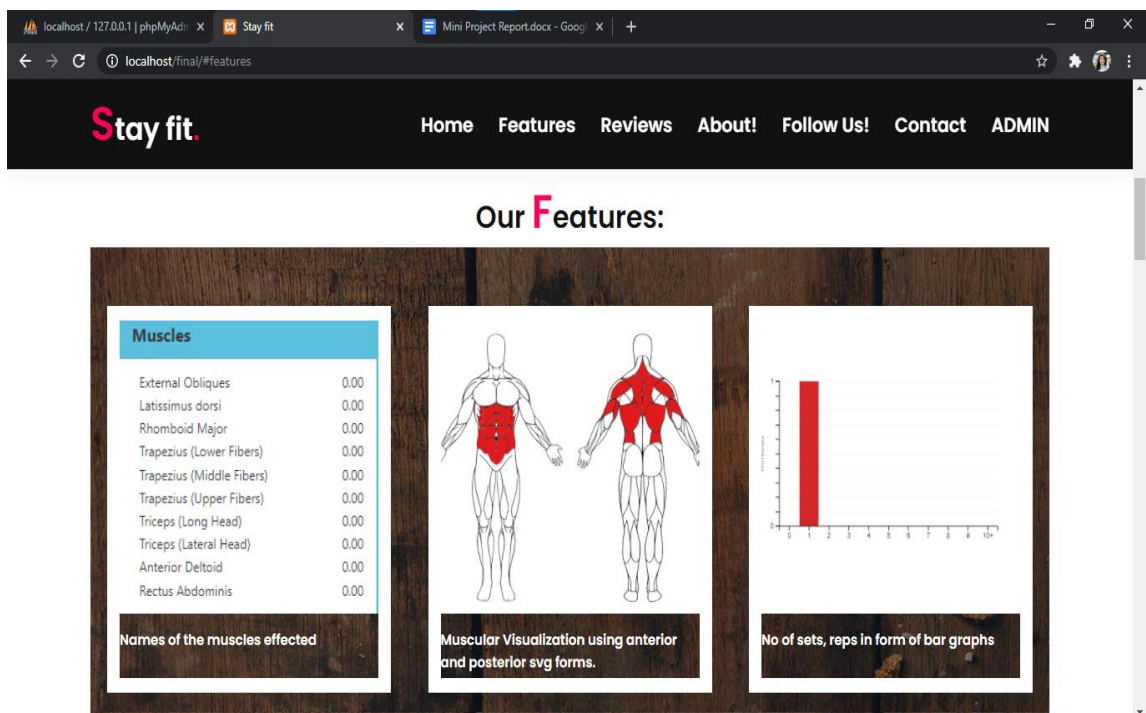 localhost / 127.0.0.1 | phpMyAdn
Stay fit
Mini Project Report.docx - Googl
localhost/final/#features
Stay fit.
Home Features Reviews About! Follow Us! Contact ADMIN
Our Features:
Muscles
External Obliques 0.00
Latissimus dorsi 0.00
Rhomboid Major 0.00
Trapezius (Lower Fibers) 0.00
Trapezius (Middle Fibers) 0.00
Trapezius (Upper Fibers) 0.00
Triceps (Long Head) 0.00
Triceps (Lateral Head) 0.00
Anterior Deltoid 0.00
Rectus Abdominis 0.00
Names of the muscles effected
Muscular Visualization using anterior
and posterior svg forms.
1
0
0 1 2 3 4 5 6 7 8 9 10+
No of sets, reps in form of bar graphs